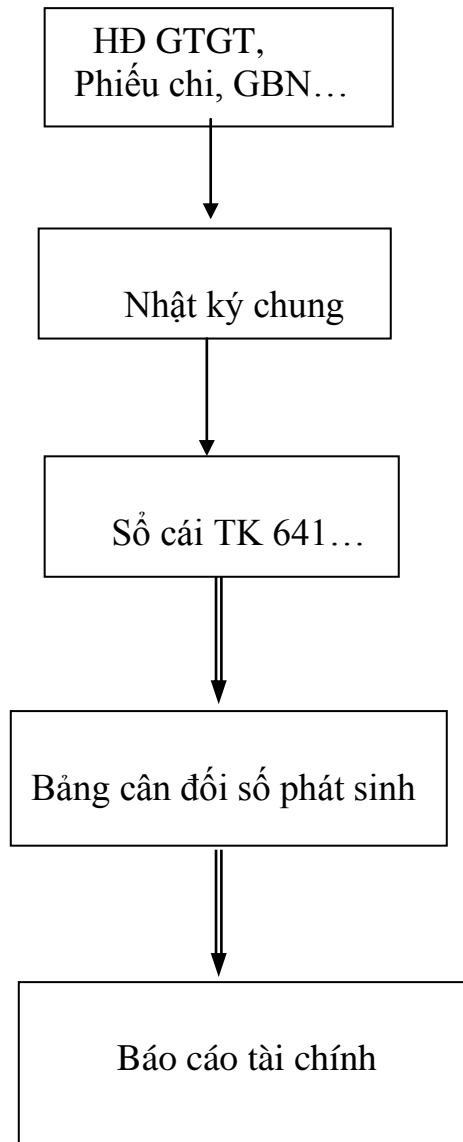 HĐ GTGT,
Phiếu chi, GBN…
Nhật ký chung
Sổ cái TK 641…
Bảng cân đối số phát sinh
Báo cáo tài chính